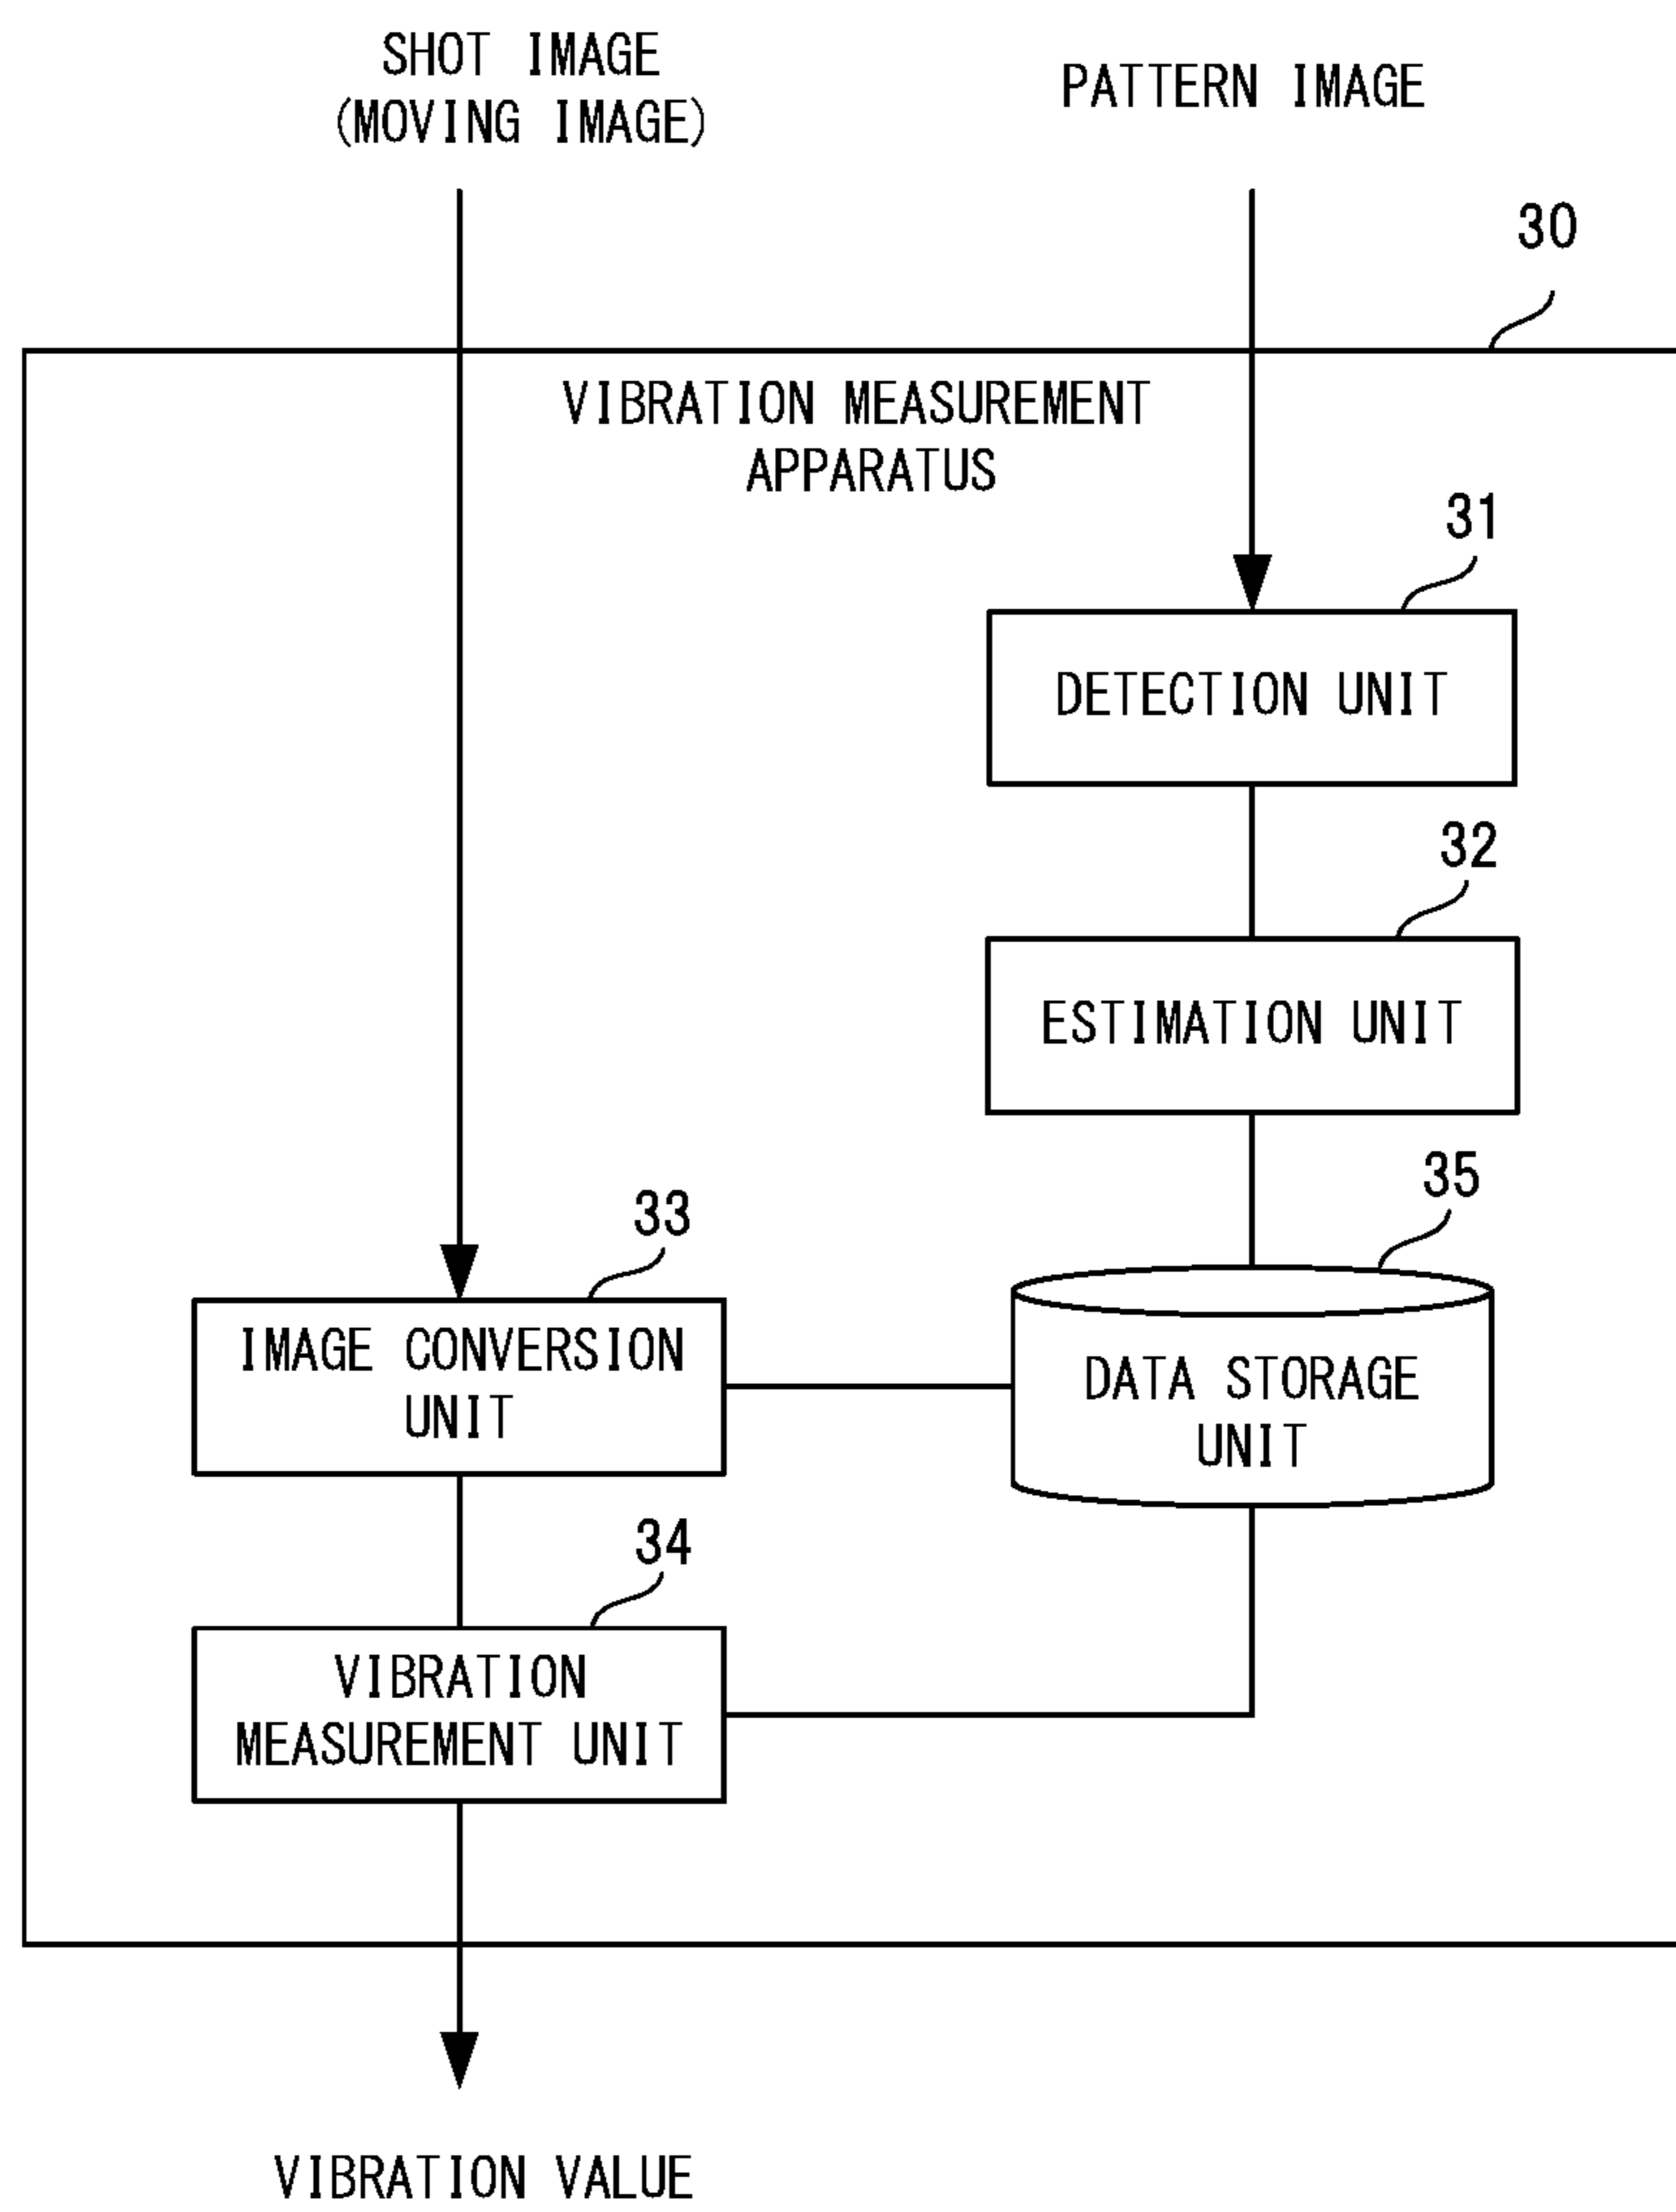 SHOT IMAGE
(MOVING IMAGE)
PATTERN IMAGE
30
VIBRATION MEASUREMENT
APPARATUS
31
DETECTION UNIT
32
ESTIMATION UNIT
35
33
IMAGE CONVERSION
UNIT
DATA STORAGE
UNIT
34
VIBRATION
MEASUREMENT UNIT
VIBRATION VALUE